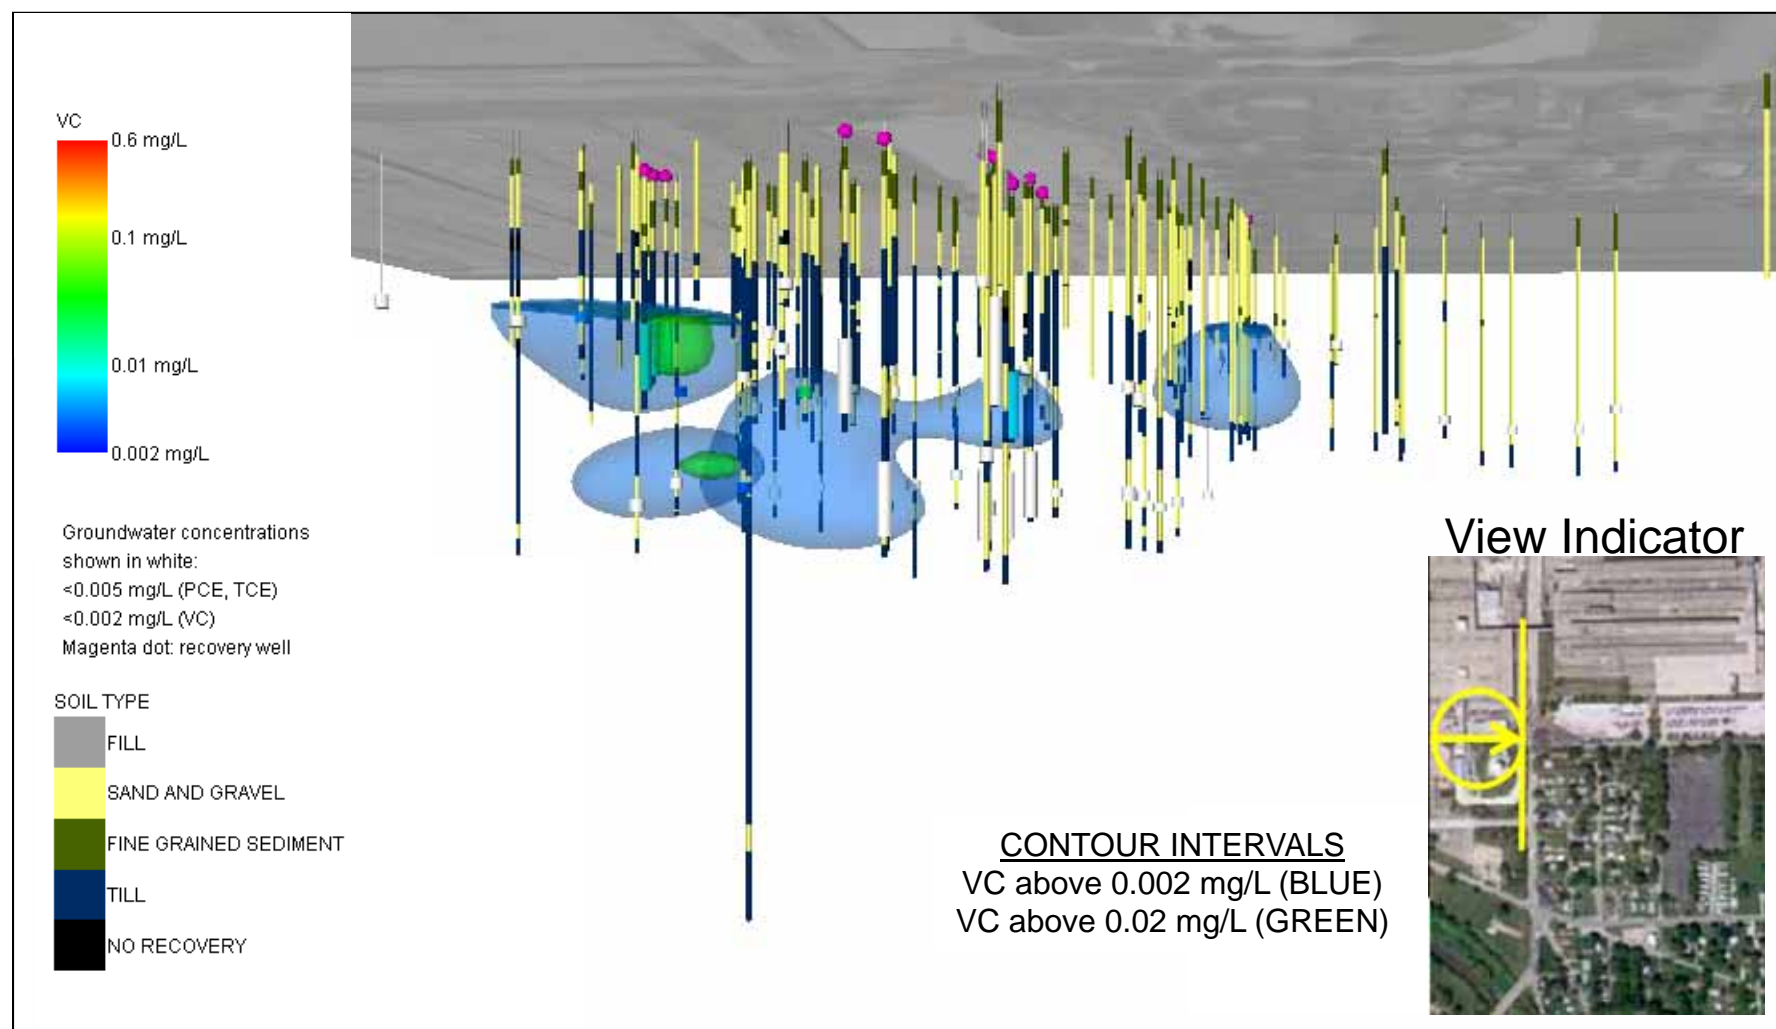 VC
0.6 mg/L
0.1 mg/L
0.01 mg/L
0.002 mg/L
Groundwater concentrations
shown in white:
<0.005 mg/L (PCE, TCE)
<0.002 mg/L (VC)
Magenta dot: recovery well
SOIL TYPE
FILL
SAND AND GRAVEL
FINE GRAINED SEDIMENT
TILL
NO RECOVERY
CONTOUR INTERVALS
VC above 0.002 mg/L (BLUE)
VC above 0.02 mg/L (GREEN)
View Indicator